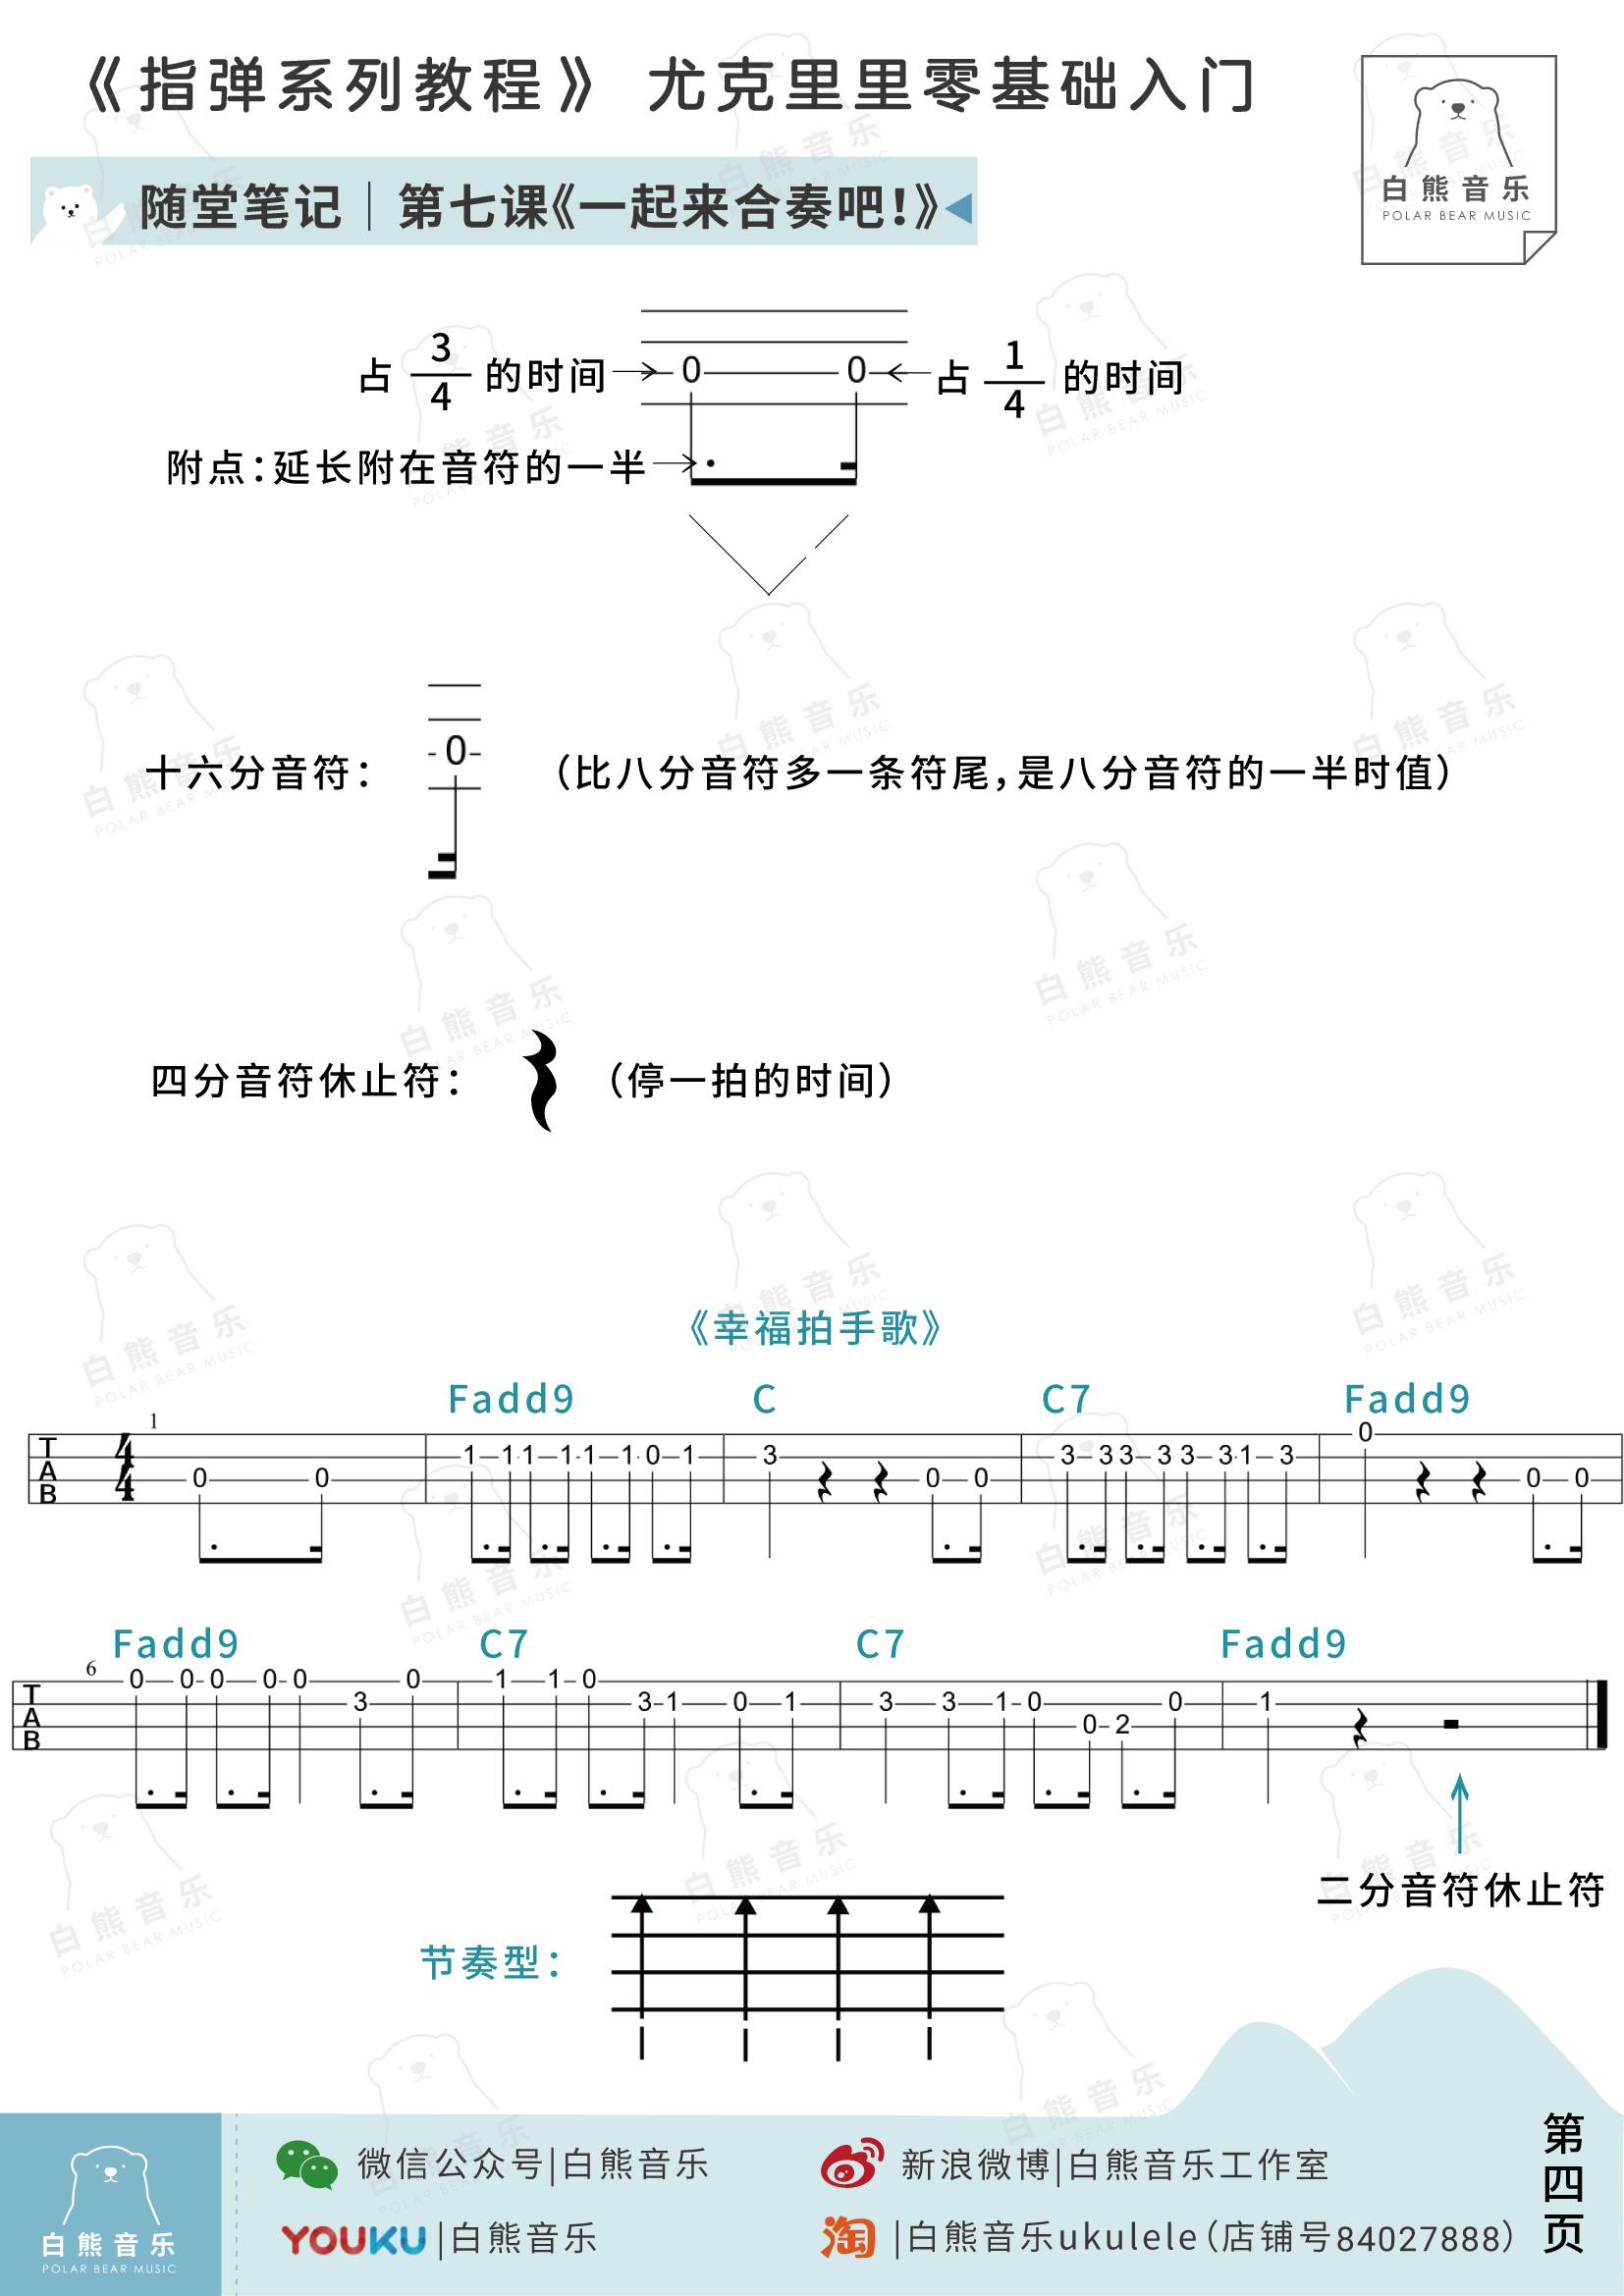 《指弹系列教程》 尤克里里零基础入门
白熊音乐
POLAR BEAR MUSIC
随堂笔记｜第七课《一起来合奏吧！》
占 3/4 的时间 0 0 占 1/4 的时间
附点：延长附在音符的一半
十六分音符： 0 （比八分音符多一条符尾，是八分音符的一半时值）
四分音符休止符： （停一拍的时间）
《幸福拍手歌》
Fadd9 C C7 Fadd9
1
TAB 4/4 0 0 1 1 1 1 1 1 0 1 3 0 0 3 3 3 3 3 3 1 3 0 0 0
Fadd9 C7 C7 Fadd9
6
TAB 0 0 0 0 0 3 0 1 1 0 3 1 0 1 3 3 1 0 0 2 0 1
二分音符休止符
节奏型：
白熊音乐
POLAR BEAR MUSIC
微信公众号|白熊音乐
新浪微博|白熊音乐工作室
YOUKU |白熊音乐
淘 |白熊音乐ukulele（店铺号84027888）
第四页